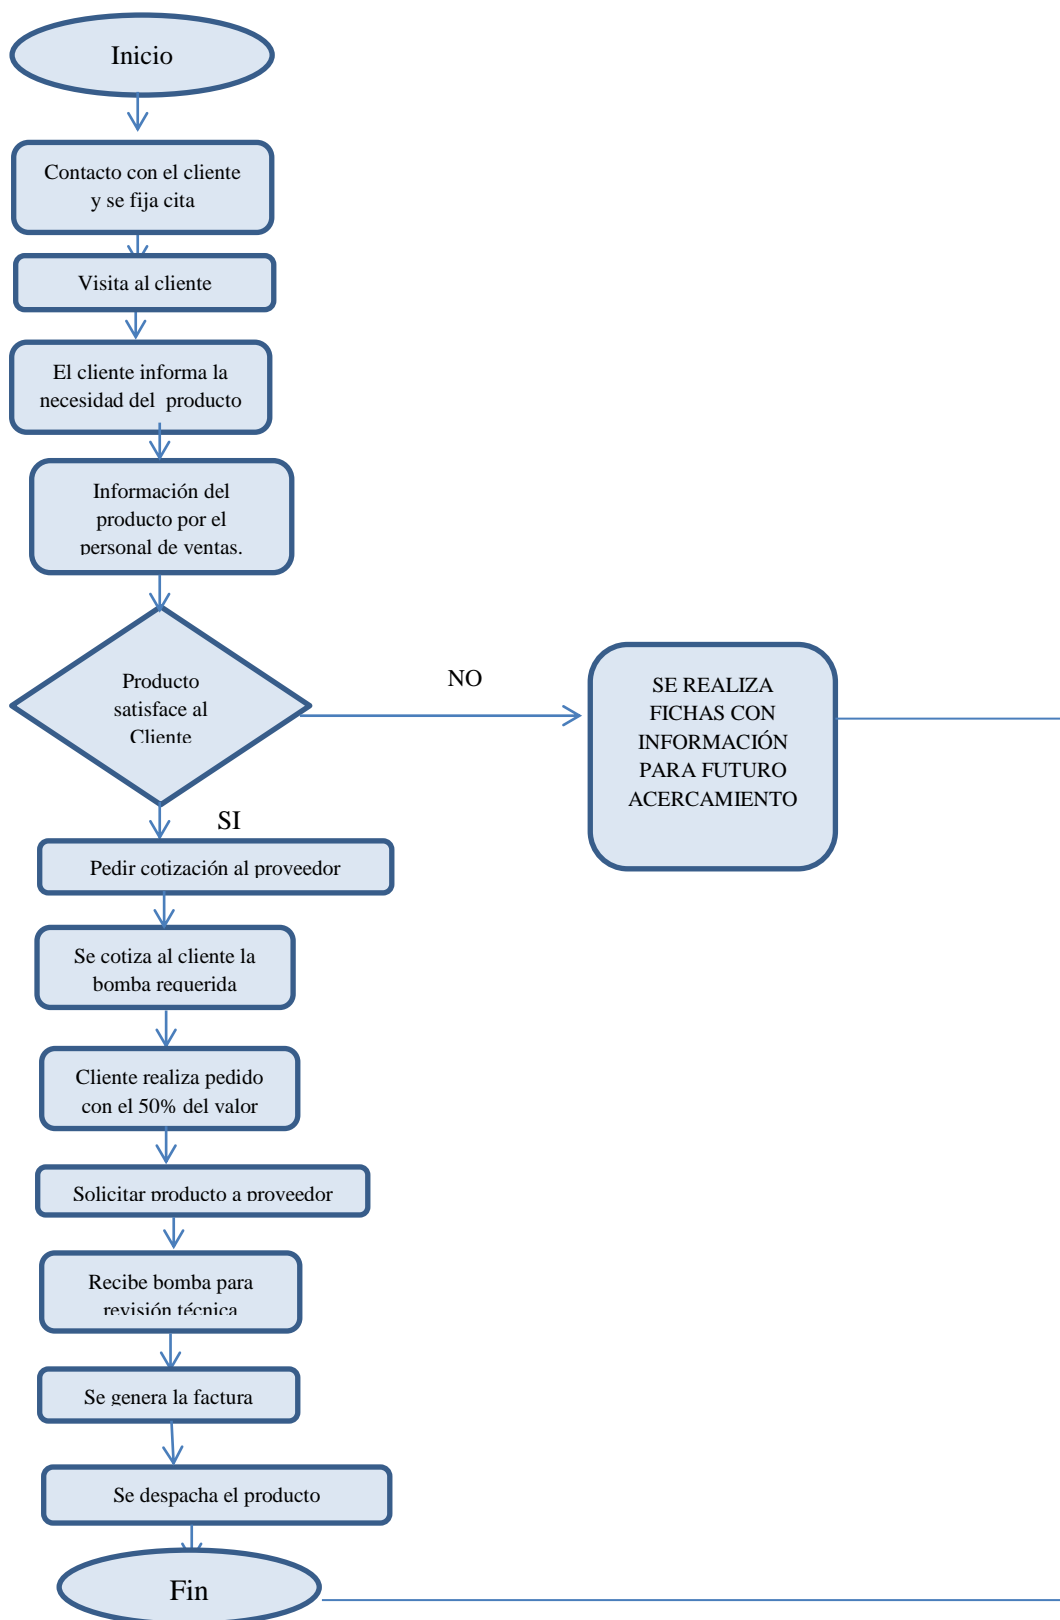 Inicio
Contacto con el cliente
y se fija cita
Visita al cliente
El cliente informa la
necesidad del producto
Información del
producto por el
personal de ventas.
Producto
satisface al
Cliente
NO
SE REALIZA
FICHAS CON
INFORMACIÓN
PARA FUTURO
ACERCAMIENTO
SI
Pedir cotización al proveedor
Se cotiza al cliente la
bomba requerida
Cliente realiza pedido
con el 50% del valor
Solicitar producto a proveedor
Recibe bomba para
revisión técnica
Se genera la factura
Se despacha el producto
Fin